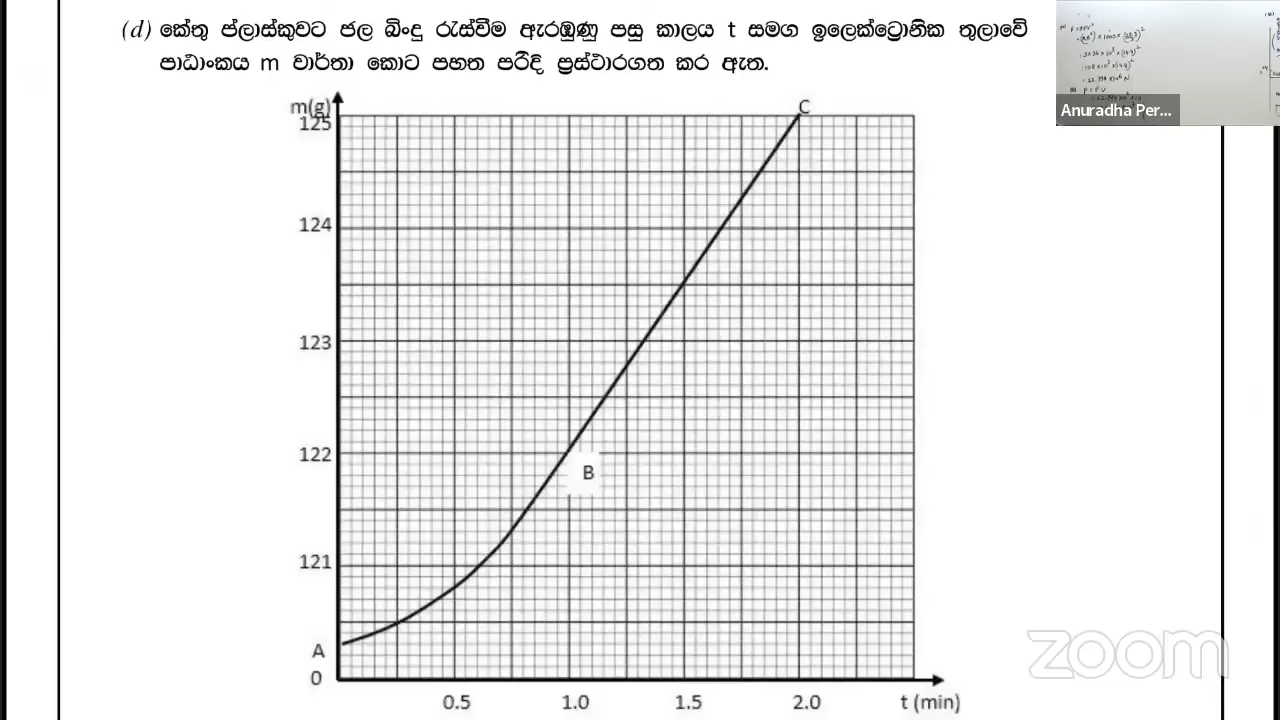 (d) කේතු ප්ලාස්කුවට ජල බිංදු රැස්වීම ඇරඹුණු පසු කාලය t සමග ඉලෙක්ට්‍රොනික තුලාවේ
පාඨාංකය m වාර්තා කොට පහත පරිදි ප්‍රස්ථාරගත කර ඇත.
Anuradha Per...
m(g)
C
125
124
123
122
B
121
A
0
0.5 1.0 1.5 2.0 t (min)
zoom